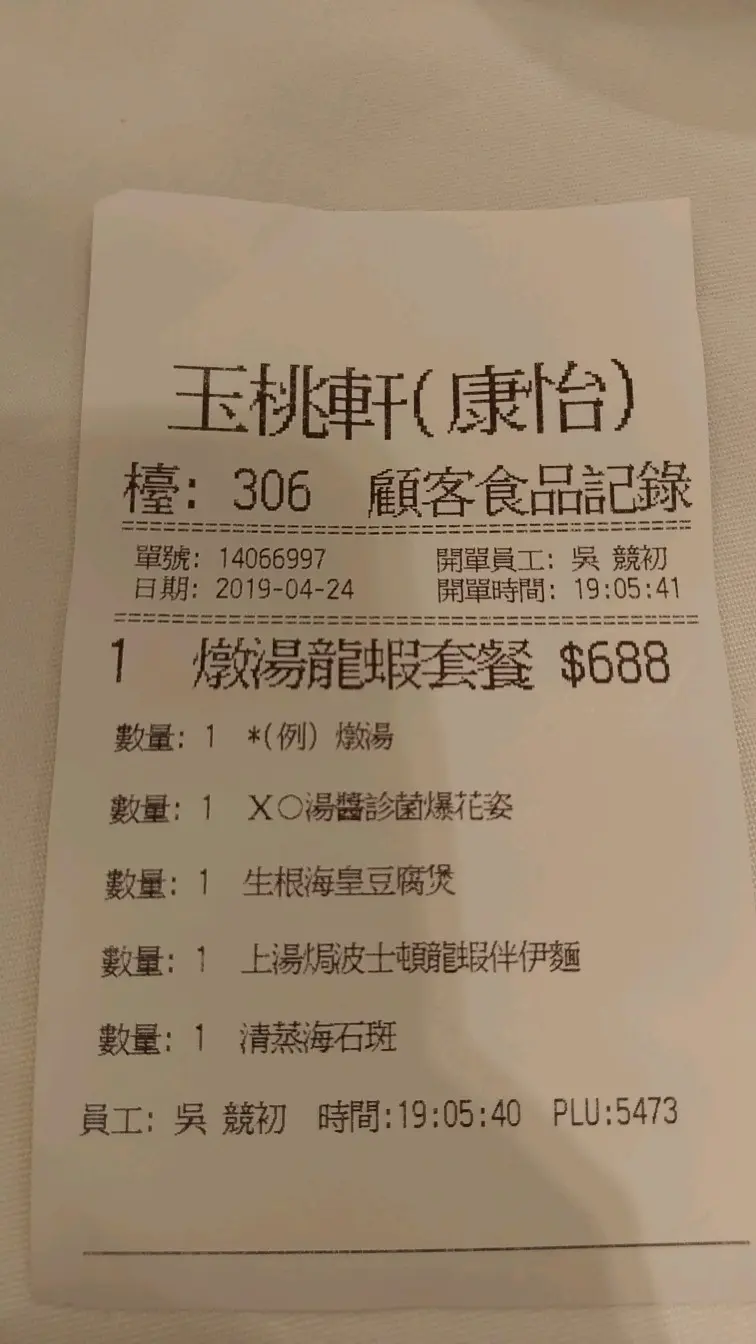 玉桃軒(康怡)
檯: 306 顧客食品記錄
單號: 14066997 開單員工: 吳 競初
日期: 2019-04-24 開單時間: 19:05:41
1 燉湯龍蝦套餐 $688
數量: 1 *(例) 燉湯
數量: 1 X○湯醬診菌爆花姿
數量: 1 生根海皇豆腐煲
數量: 1 上湯焗波士頓龍蝦伴伊麵
數量: 1 清蒸海石斑
員工: 吳 競初 時間:19:05:40 PLU:5473